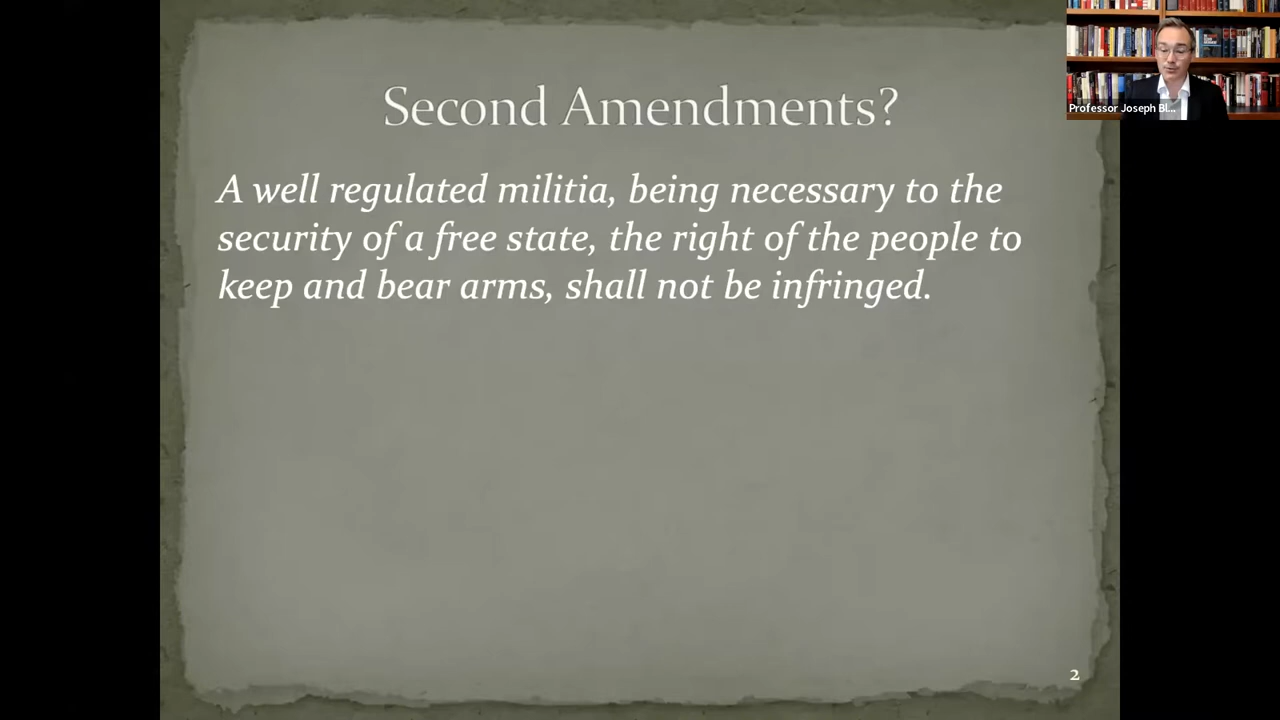 Second Amendments?
A well regulated militia, being necessary to the
security of a free state, the right of the people to
keep and bear arms, shall not be infringed.
2
Professor Joseph Bl...